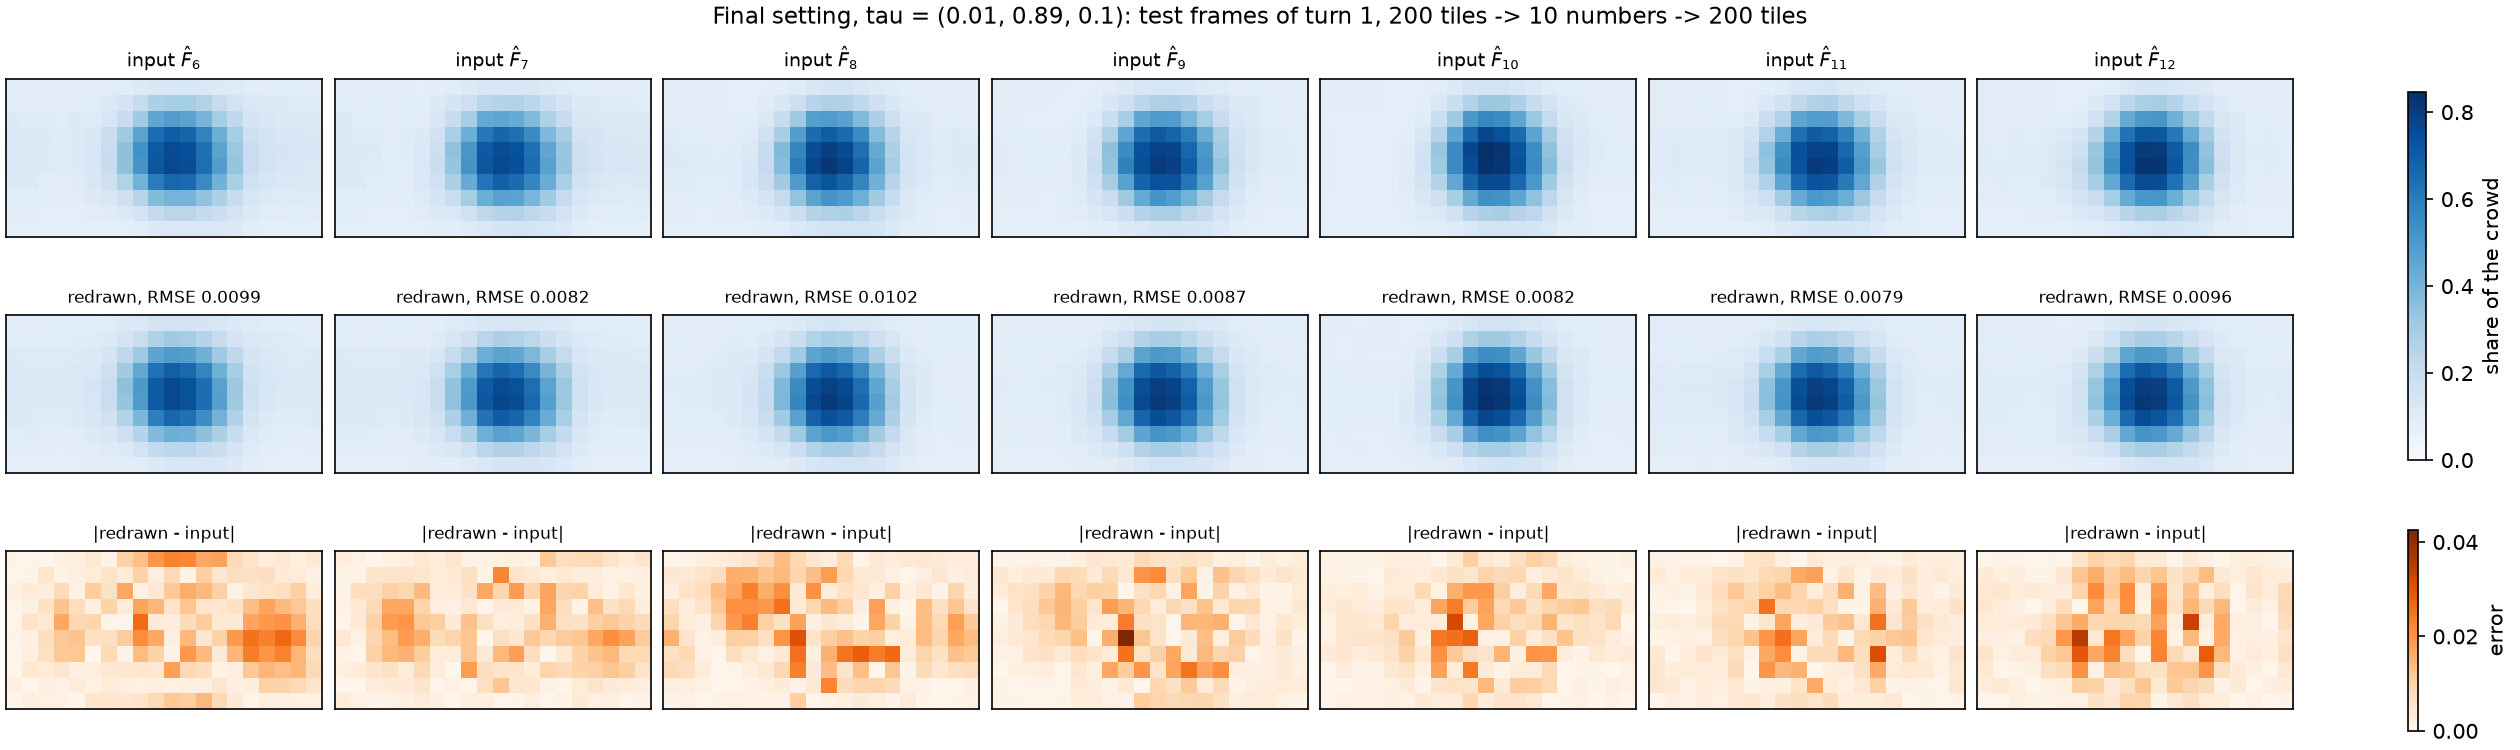 Final setting, tau = (0.01, 0.89, 0.1): test frames of turn 1, 200 tiles -> 10 numbers -> 200 tiles
input F̂₆
input F̂₇
input F̂₈
input F̂₉
input F̂₁₀
input F̂₁₁
input F̂₁₂
redrawn, RMSE 0.0099
redrawn, RMSE 0.0082
redrawn, RMSE 0.0102
redrawn, RMSE 0.0087
redrawn, RMSE 0.0082
redrawn, RMSE 0.0079
redrawn, RMSE 0.0096
0.8
0.6
0.4
0.2
0.0
share of the crowd
|redrawn - input|
|redrawn - input|
|redrawn - input|
|redrawn - input|
|redrawn - input|
|redrawn - input|
|redrawn - input|
0.04
0.02
0.00
error